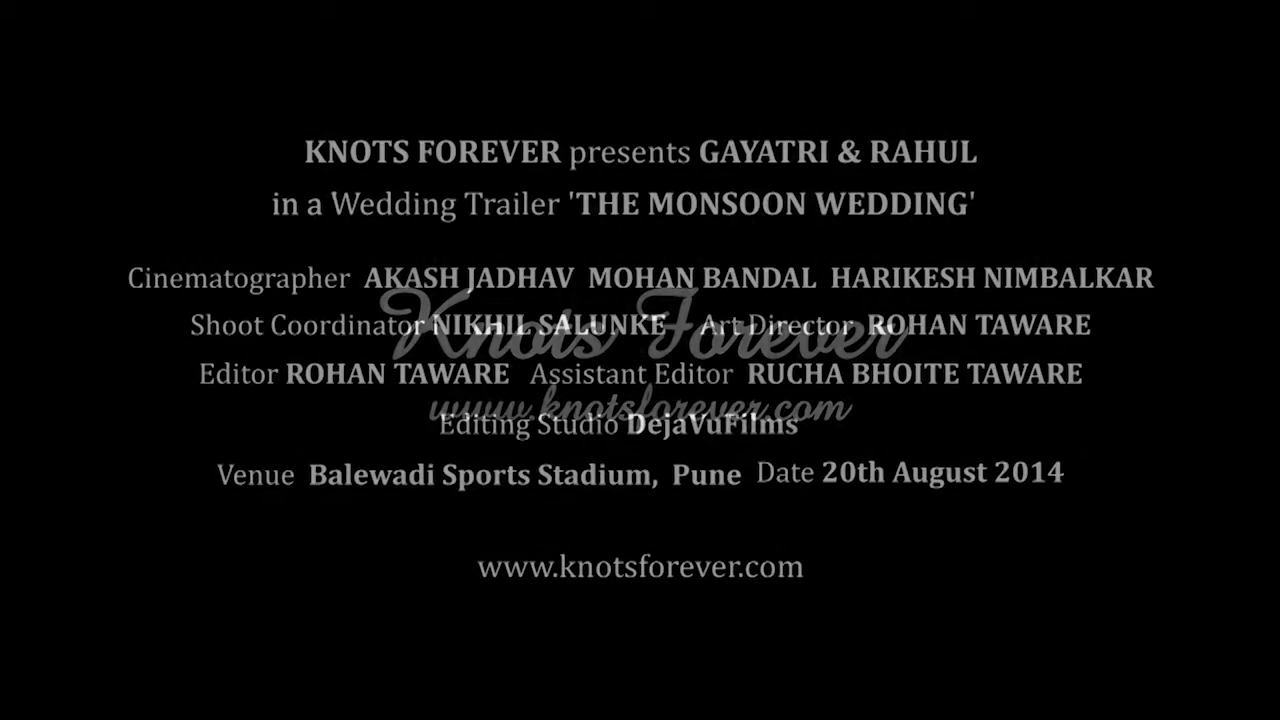 KNOTS FOREVER presents GAYATRI & RAHUL
in a Wedding Trailer 'THE MONSOON WEDDING'
Cinematographer AKASH JADHAV MOHAN BANDAL HARIKESH NIMBALKAR
Knots Forever
Shoot Coordinator NIKHIL SALUNKE Art Director ROHAN TAWARE
Editor ROHAN TAWARE Assistant Editor RUCHA BHOITE TAWARE
www.knotsforever.com
Editing Studio DejaVuFilms
Venue Balewadi Sports Stadium, Pune Date 20th August 2014
www.knotsforever.com